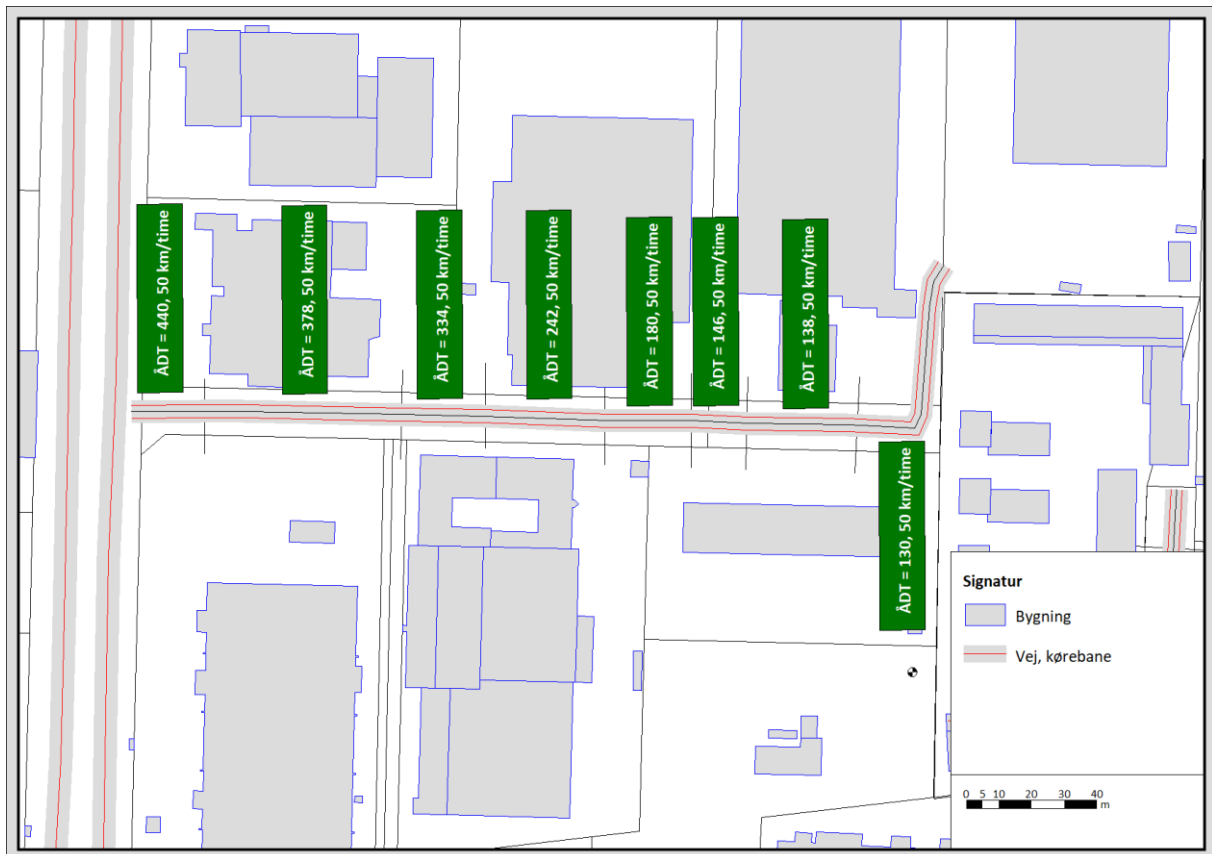 ÅDT = 440, 50 km/time
ÅDT = 378, 50 km/time
ÅDT = 334, 50 km/time
ÅDT = 242, 50 km/time
ÅDT = 180, 50 km/time
ÅDT = 146, 50 km/time
ÅDT = 138, 50 km/time
ÅDT = 130, 50 km/time
Signatur
Bygning
Vej, kørebane
0 5 10 20 30 40
m